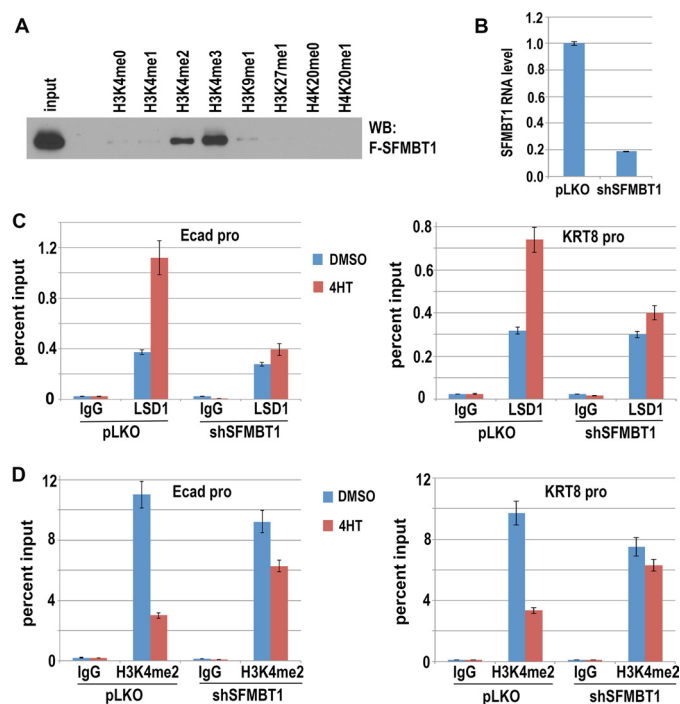 A
input
H3K4me0
H3K4me1
H3K4me2
H3K4me3
H3K9me1
H3K27me1
H4K20me0
H4K20me1
WB:
F-SFMBT1
B
SFMBT1 RNA level
1.2
1.0
0.8
0.6
0.4
0.2
0.0
pLKO shSFMBT1
C
Ecad pro
percent input
1.2
0.8
0.4
0
IgG LSD1 IgG LSD1
pLKO shSFMBT1
DMSO
4HT
KRT8 pro
percent input
0.8
0.6
0.4
0.2
0
IgG LSD1 IgG LSD1
pLKO shSFMBT1
D
Ecad pro
percent input
12
8
4
0
IgG H3K4me2 IgG H3K4me2
pLKO shSFMBT1
DMSO
4HT
KRT8 pro
percent input
12
8
4
0
IgG H3K4me2 IgG H3K4me2
pLKO shSFMBT1